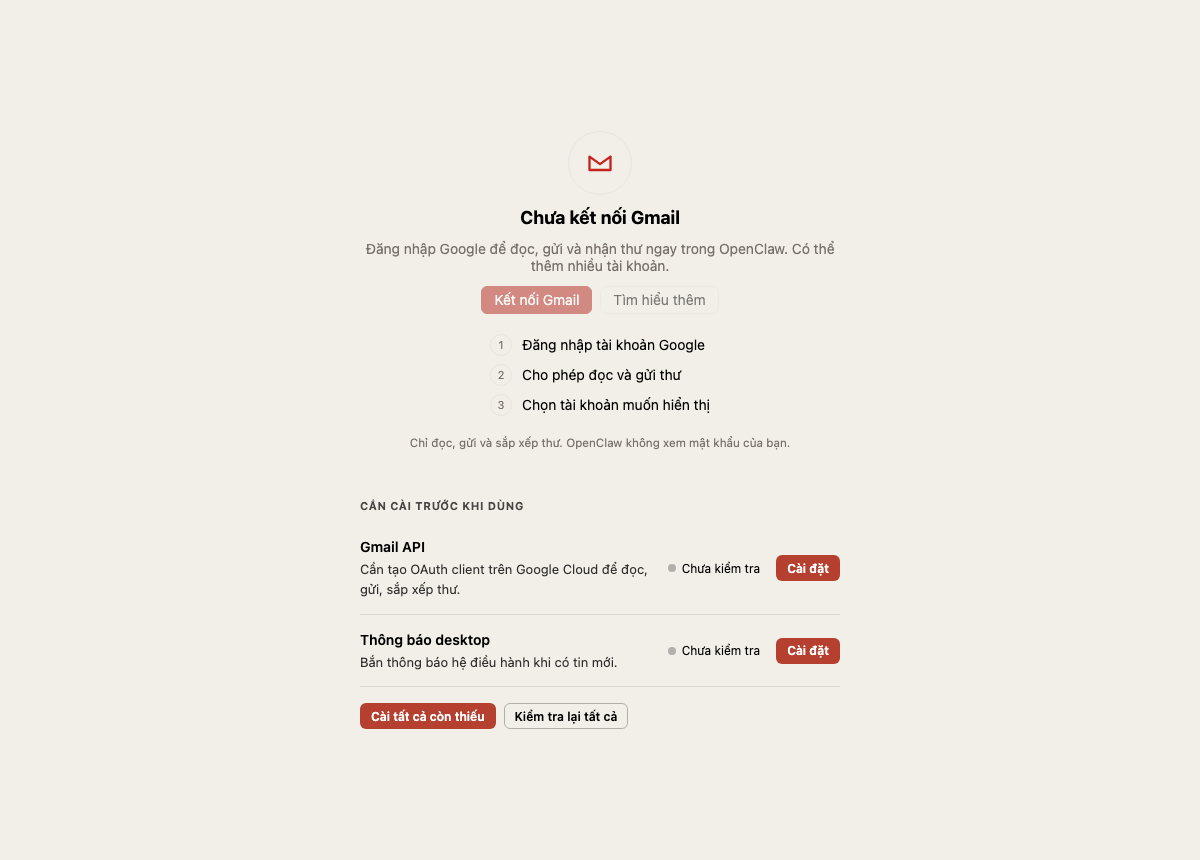 Chưa kết nối Gmail
Đăng nhập Google để đọc, gửi và nhận thư ngay trong OpenClaw. Có thể
thêm nhiều tài khoản.
Kết nối Gmail
Tìm hiểu thêm
1 Đăng nhập tài khoản Google
2 Cho phép đọc và gửi thư
3 Chọn tài khoản muốn hiển thị
Chỉ đọc, gửi và sắp xếp thư. OpenClaw không xem mật khẩu của bạn.
CẦN CÀI TRƯỚC KHI DÙNG
Gmail API
Cần tạo OAuth client trên Google Cloud để đọc,
gửi, sắp xếp thư.
Chưa kiểm tra
Cài đặt
Thông báo desktop
Bắn thông báo hệ điều hành khi có tin mới.
Chưa kiểm tra
Cài đặt
Cài tất cả còn thiếu
Kiểm tra lại tất cả